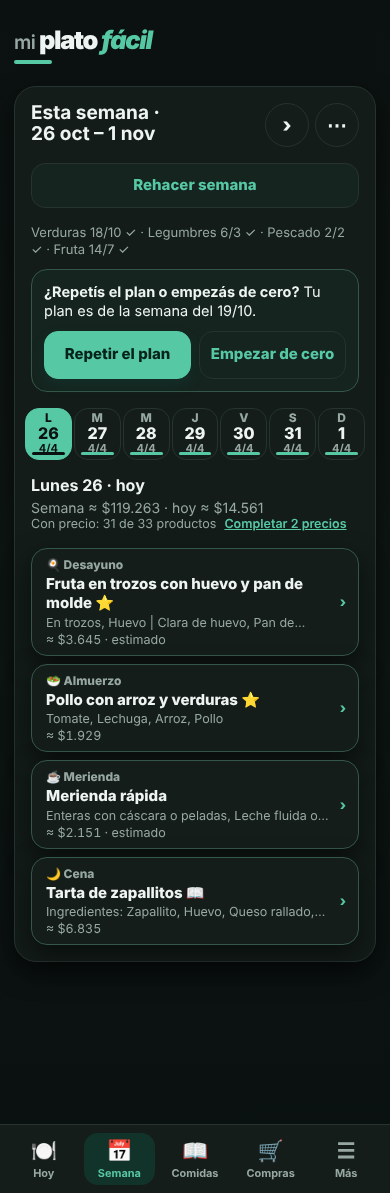 mi plato fácil
Esta semana ·
26 oct – 1 nov
›
⋯
Rehacer semana
Verduras 18/10 ✓ · Legumbres 6/3 ✓ · Pescado 2/2
✓ · Fruta 14/7 ✓
¿Repetís el plan o empezás de cero? Tu
plan es de la semana del 19/10.
Repetir el plan
Empezar de cero
L M M J V S D
26 27 28 29 30 31 1
4/4 4/4 4/4 4/4 4/4 4/4 4/4
Lunes 26 · hoy
Semana ≈ $119.263 · hoy ≈ $14.561
Con precio: 31 de 33 productos Completar 2 precios
🍳 Desayuno
Fruta en trozos con huevo y pan de
molde ⭐
En trozos, Huevo | Clara de huevo, Pan de…
≈ $3.645 · estimado
🥗 Almuerzo
Pollo con arroz y verduras ⭐
Tomate, Lechuga, Arroz, Pollo
≈ $1.929
☕ Merienda
Merienda rápida
Enteras con cáscara o peladas, Leche fluida o…
≈ $2.151 · estimado
🌙 Cena
Tarta de zapallitos 📖
Ingredientes: Zapallito, Huevo, Queso rallado,…
≈ $6.835
Hoy Semana Comidas Compras Más